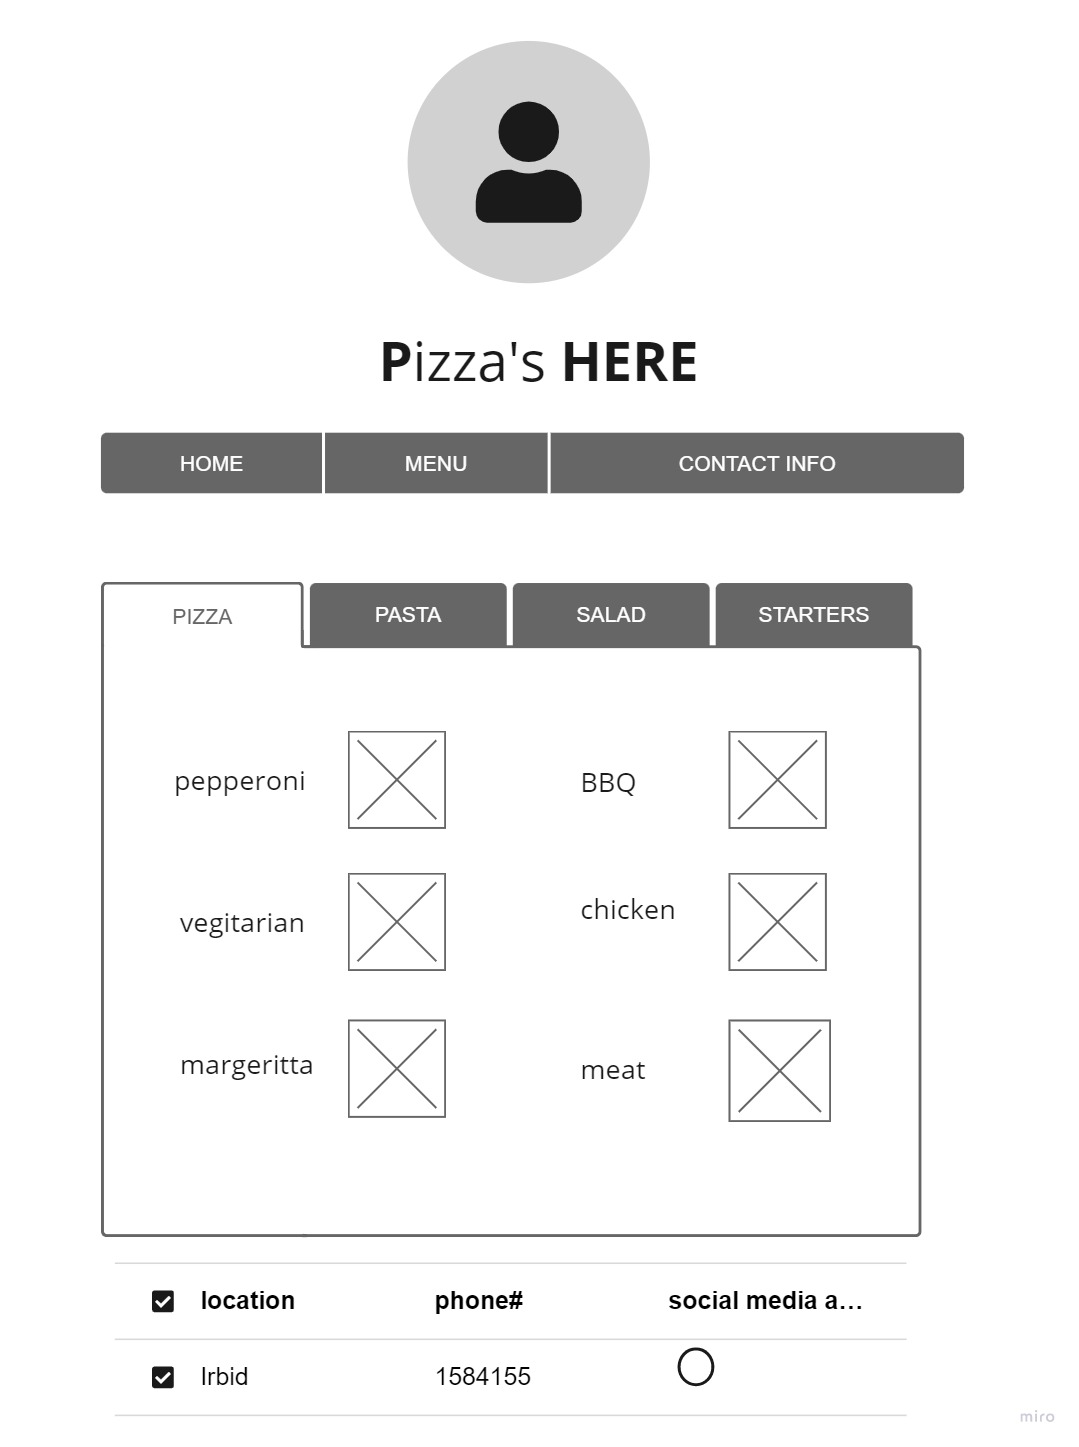 Pizza's HERE
HOME MENU CONTACT INFO
PIZZA PASTA SALAD STARTERS
pepperoni BBQ
vegitarian chicken
margeritta meat
location phone# social media a...
Irbid 1584155
miro